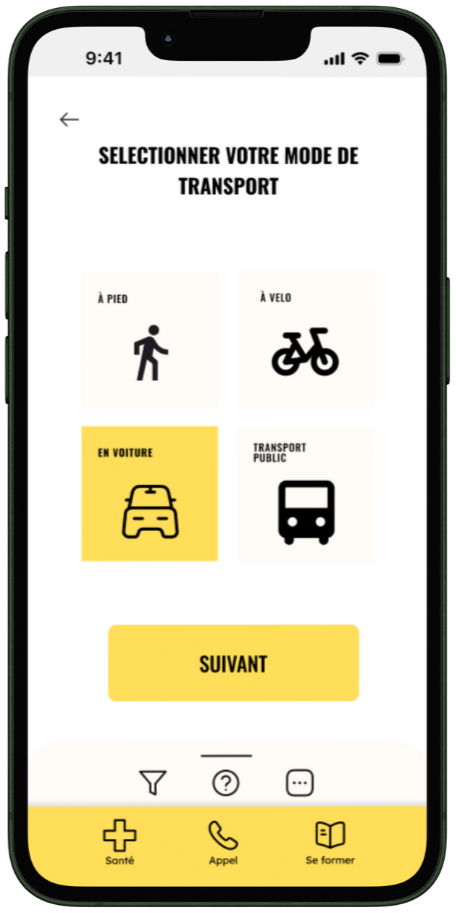 9:41
SELECTIONNER VOTRE MODE DE
TRANSPORT
À PIED
À VELO
EN VOITURE
TRANSPORT
PUBLIC
SUIVANT
Santé
Appel
Se former